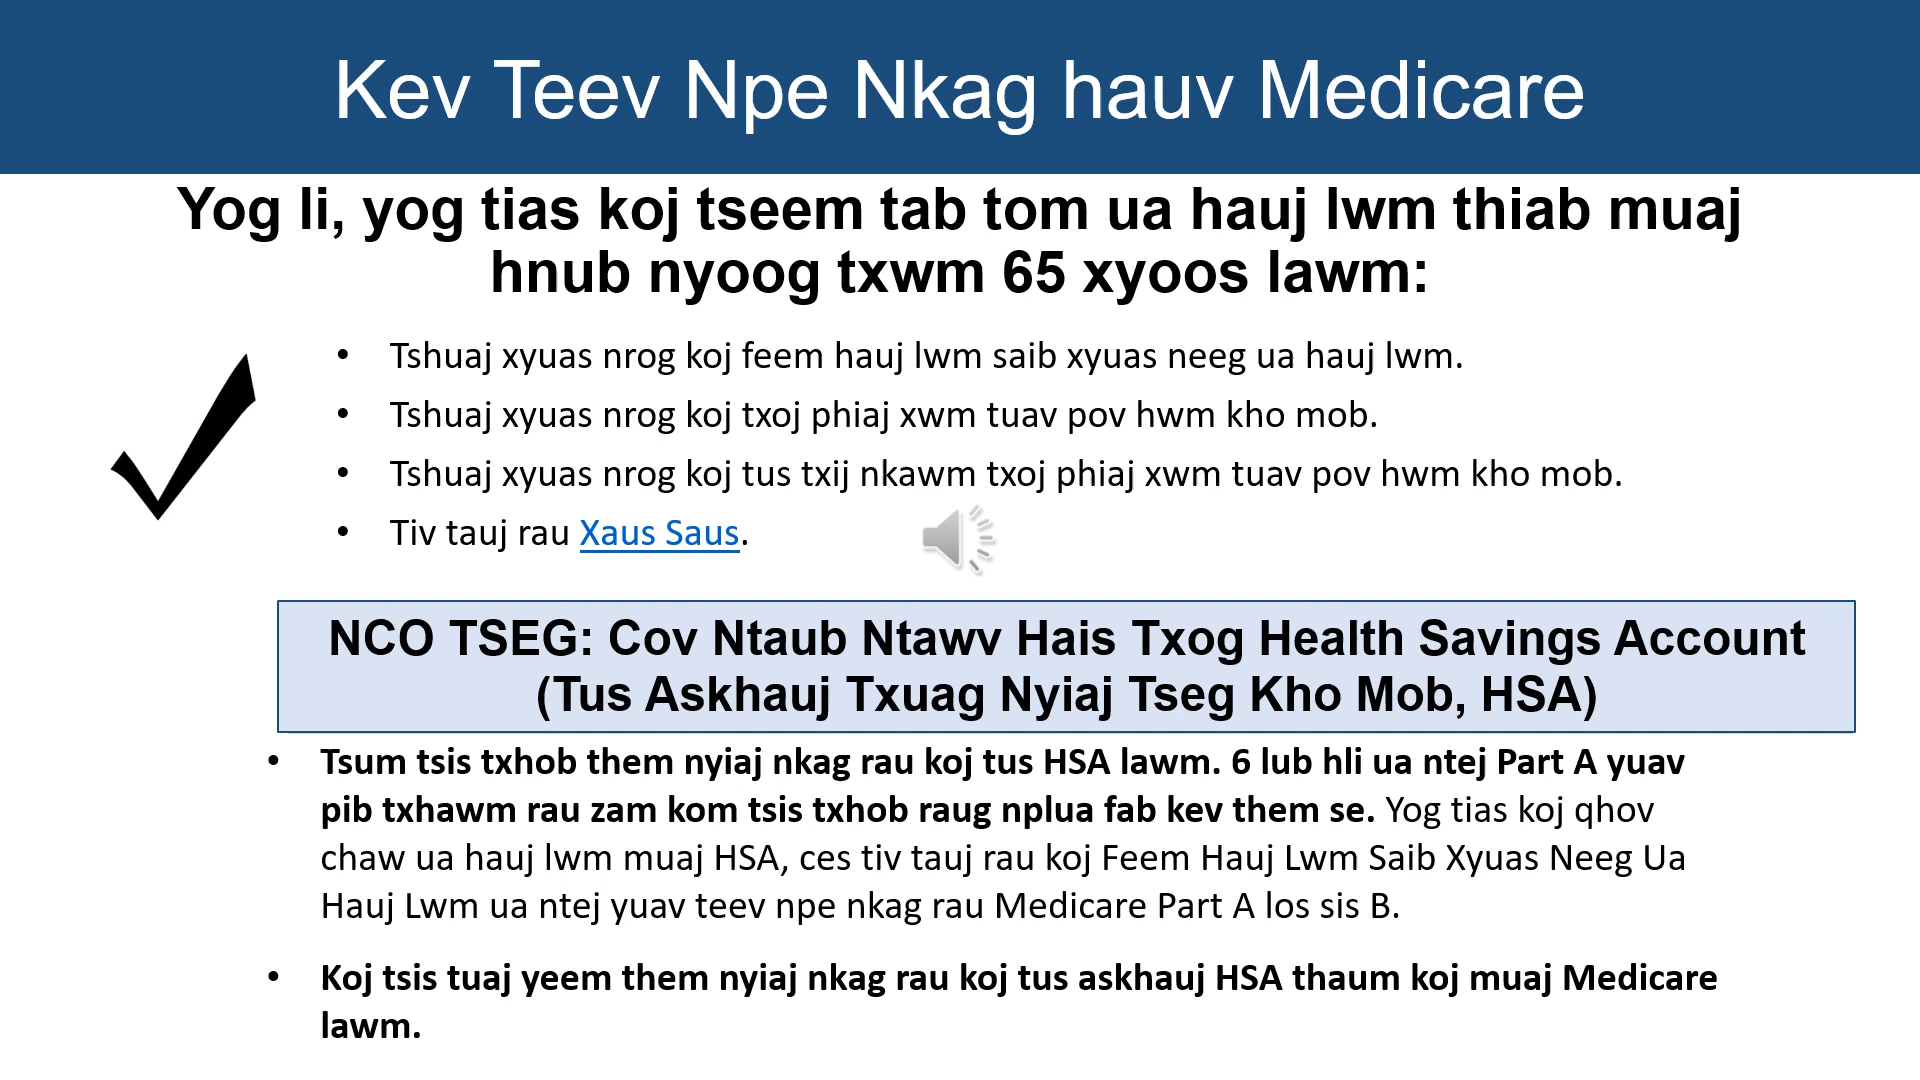 Kev Teev Npe Nkag hauv Medicare
Yog li, yog tias koj tseem tab tom ua hauj lwm thiab muaj
hnub nyoog txwm 65 xyoos lawm:
• Tshuaj xyuas nrog koj feem hauj lwm saib xyuas neeg ua hauj lwm.
• Tshuaj xyuas nrog koj txoj phiaj xwm tuav pov hwm kho mob.
• Tshuaj xyuas nrog koj tus txij nkawm txoj phiaj xwm tuav pov hwm kho mob.
• Tiv tauj rau Xaus Saus.
NCO TSEG: Cov Ntaub Ntawv Hais Txog Health Savings Account
(Tus Askhauj Txuag Nyiaj Tseg Kho Mob, HSA)
• Tsum tsis txhob them nyiaj nkag rau koj tus HSA lawm. 6 lub hli ua ntej Part A yuav
pib txhawm rau zam kom tsis txhob raug nplua fab kev them se. Yog tias koj qhov
chaw ua hauj lwm muaj HSA, ces tiv tauj rau koj Feem Hauj Lwm Saib Xyuas Neeg Ua
Hauj Lwm ua ntej yuav teev npe nkag rau Medicare Part A los sis B.
• Koj tsis tuaj yeem them nyiaj nkag rau koj tus askhauj HSA thaum koj muaj Medicare
lawm.